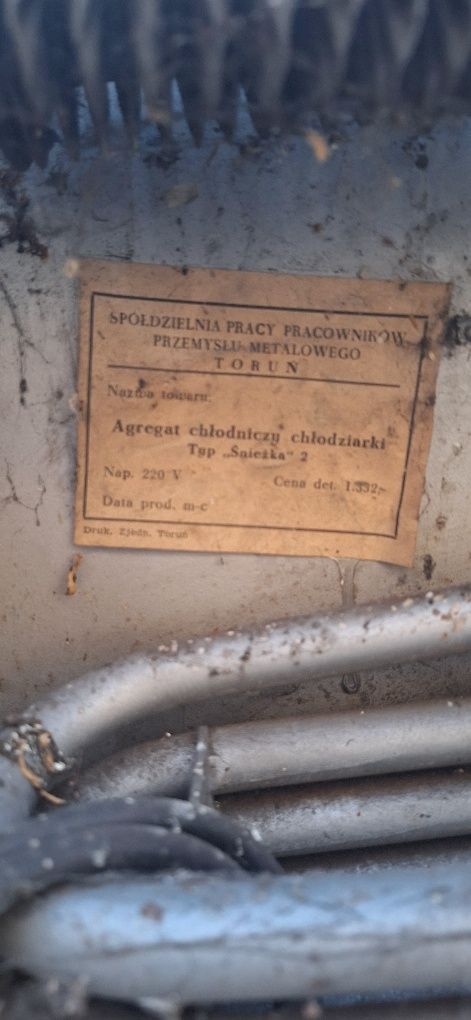 SPÓŁDZIELNIA PRACY PRACOWNIKÓW
PRZEMYSŁU METALOWEGO
TORUŃ
Nazwa towaru:
Agregat chłodniczy chłodziarki
Typ „Śnieżka" 2
Nap. 220 V
Cena det. 1.332,-
Data prod. m-c
Druk. Zjedn. Toruń